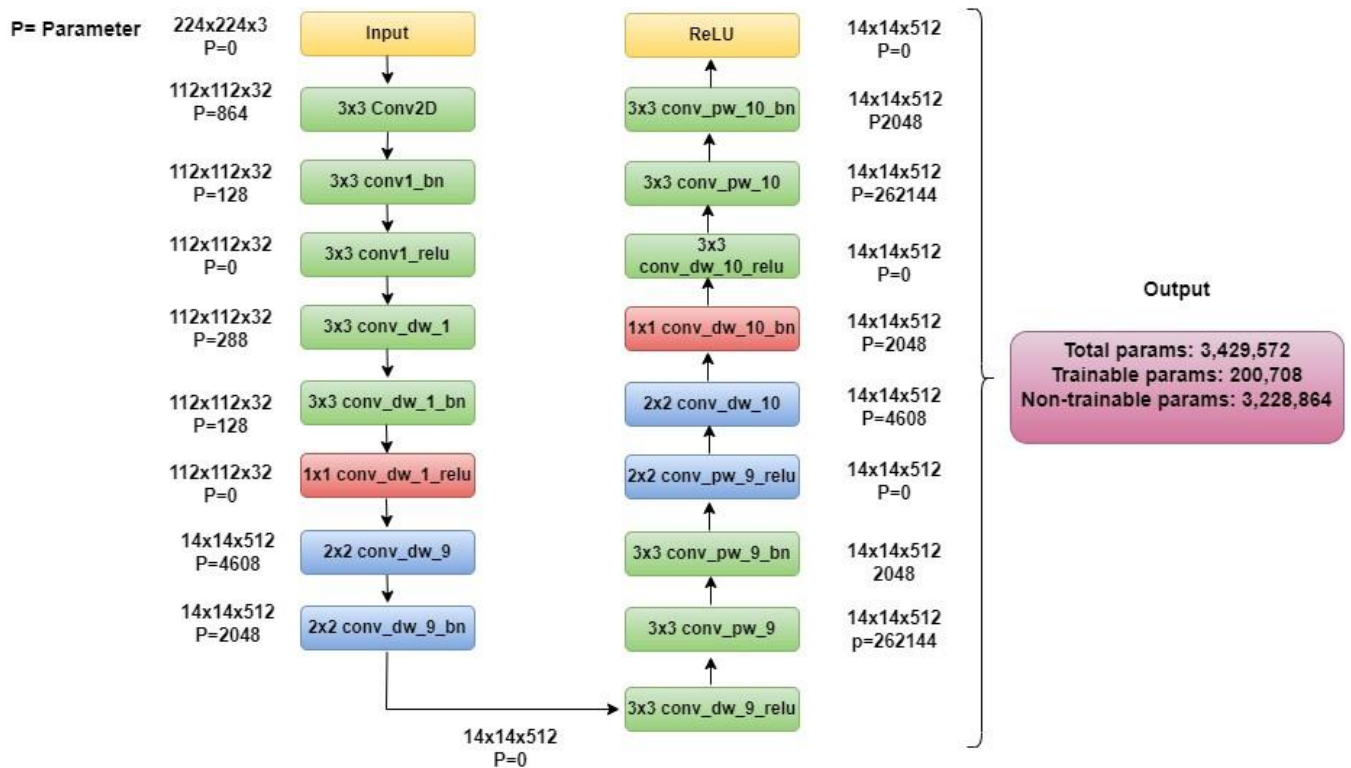 P= Parameter
224x224x3
P=0
Input
112x112x32
P=864
3x3 Conv2D
112x112x32
P=128
3x3 conv1_bn
112x112x32
P=0
3x3 conv1_relu
112x112x32
P=288
3x3 conv_dw_1
112x112x32
P=128
3x3 conv_dw_1_bn
112x112x32
P=0
1x1 conv_dw_1_relu
14x14x512
P=4608
2x2 conv_dw_9
14x14x512
P=2048
2x2 conv_dw_9_bn
14x14x512
P=0
3x3 conv_dw_9_relu
3x3 conv_pw_9
14x14x512
p=262144
3x3 conv_pw_9_bn
14x14x512
2048
2x2 conv_pw_9_relu
14x14x512
P=0
2x2 conv_dw_10
14x14x512
P=4608
1x1 conv_dw_10_bn
14x14x512
P=2048
3x3
conv_dw_10_relu
14x14x512
P=0
3x3 conv_pw_10
14x14x512
P=262144
3x3 conv_pw_10_bn
14x14x512
P2048
ReLU
14x14x512
P=0
Output
Total params: 3,429,572
Trainable params: 200,708
Non-trainable params: 3,228,864